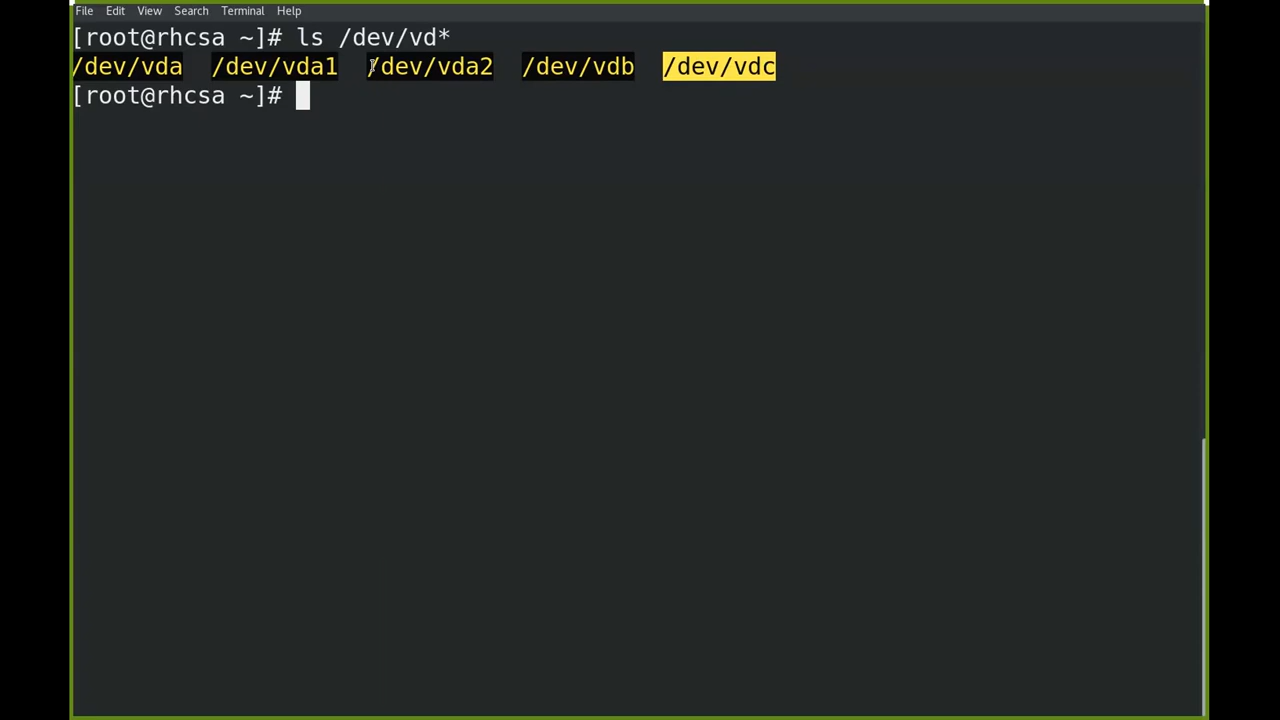 File Edit View Search Terminal Help
[root@rhcsa ~]# ls /dev/vd*
/dev/vda /dev/vda1 /dev/vda2 /dev/vdb /dev/vdc
[root@rhcsa ~]#